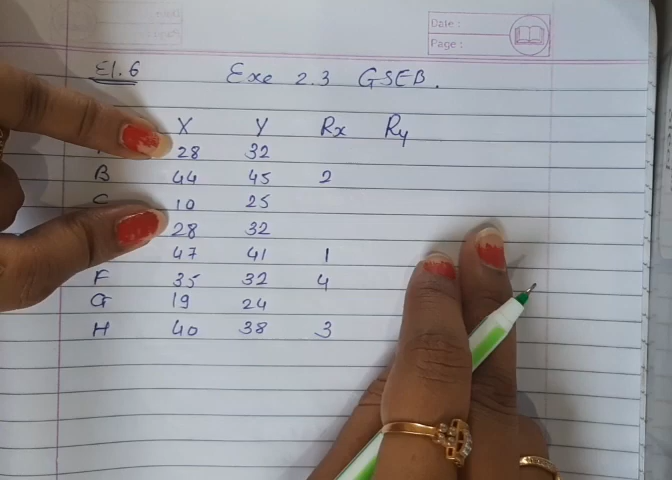 Date :
Page :
E1.6 Exe 2.3 GSEB.
X Y Rx Ry
28 32
B 44 45 2
C 10 25
28 32
47 41 1
F 35 32 4
G 19 24
H 40 38 3